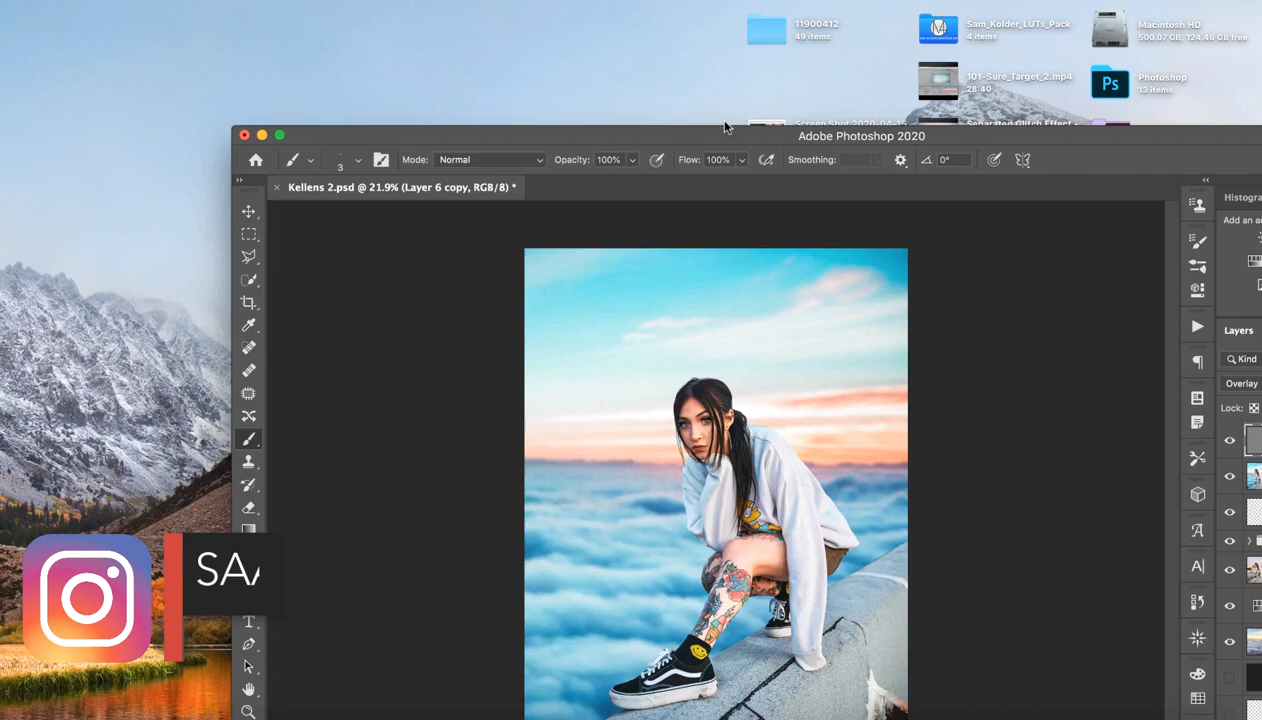 11900412
49 items
Sam_Kolder_LUTs_Pack
4 items
Macintosh HD
500.07 GB, 124.46 GB free
101-Sure_Target_2.mp4
28:40
Ps
Photoshop
13 items
Screen Shot 2020-04-15
Separated Glitch Effect -
Adobe Photoshop 2020
3
Mode: Normal
Opacity: 100%
Flow: 100%
Smoothing:
0°
Kellens 2.psd @ 21.9% (Layer 6 copy, RGB/8) *
Histogra
Add an a
Layers
Kind
Overlay
Lock:
SAA